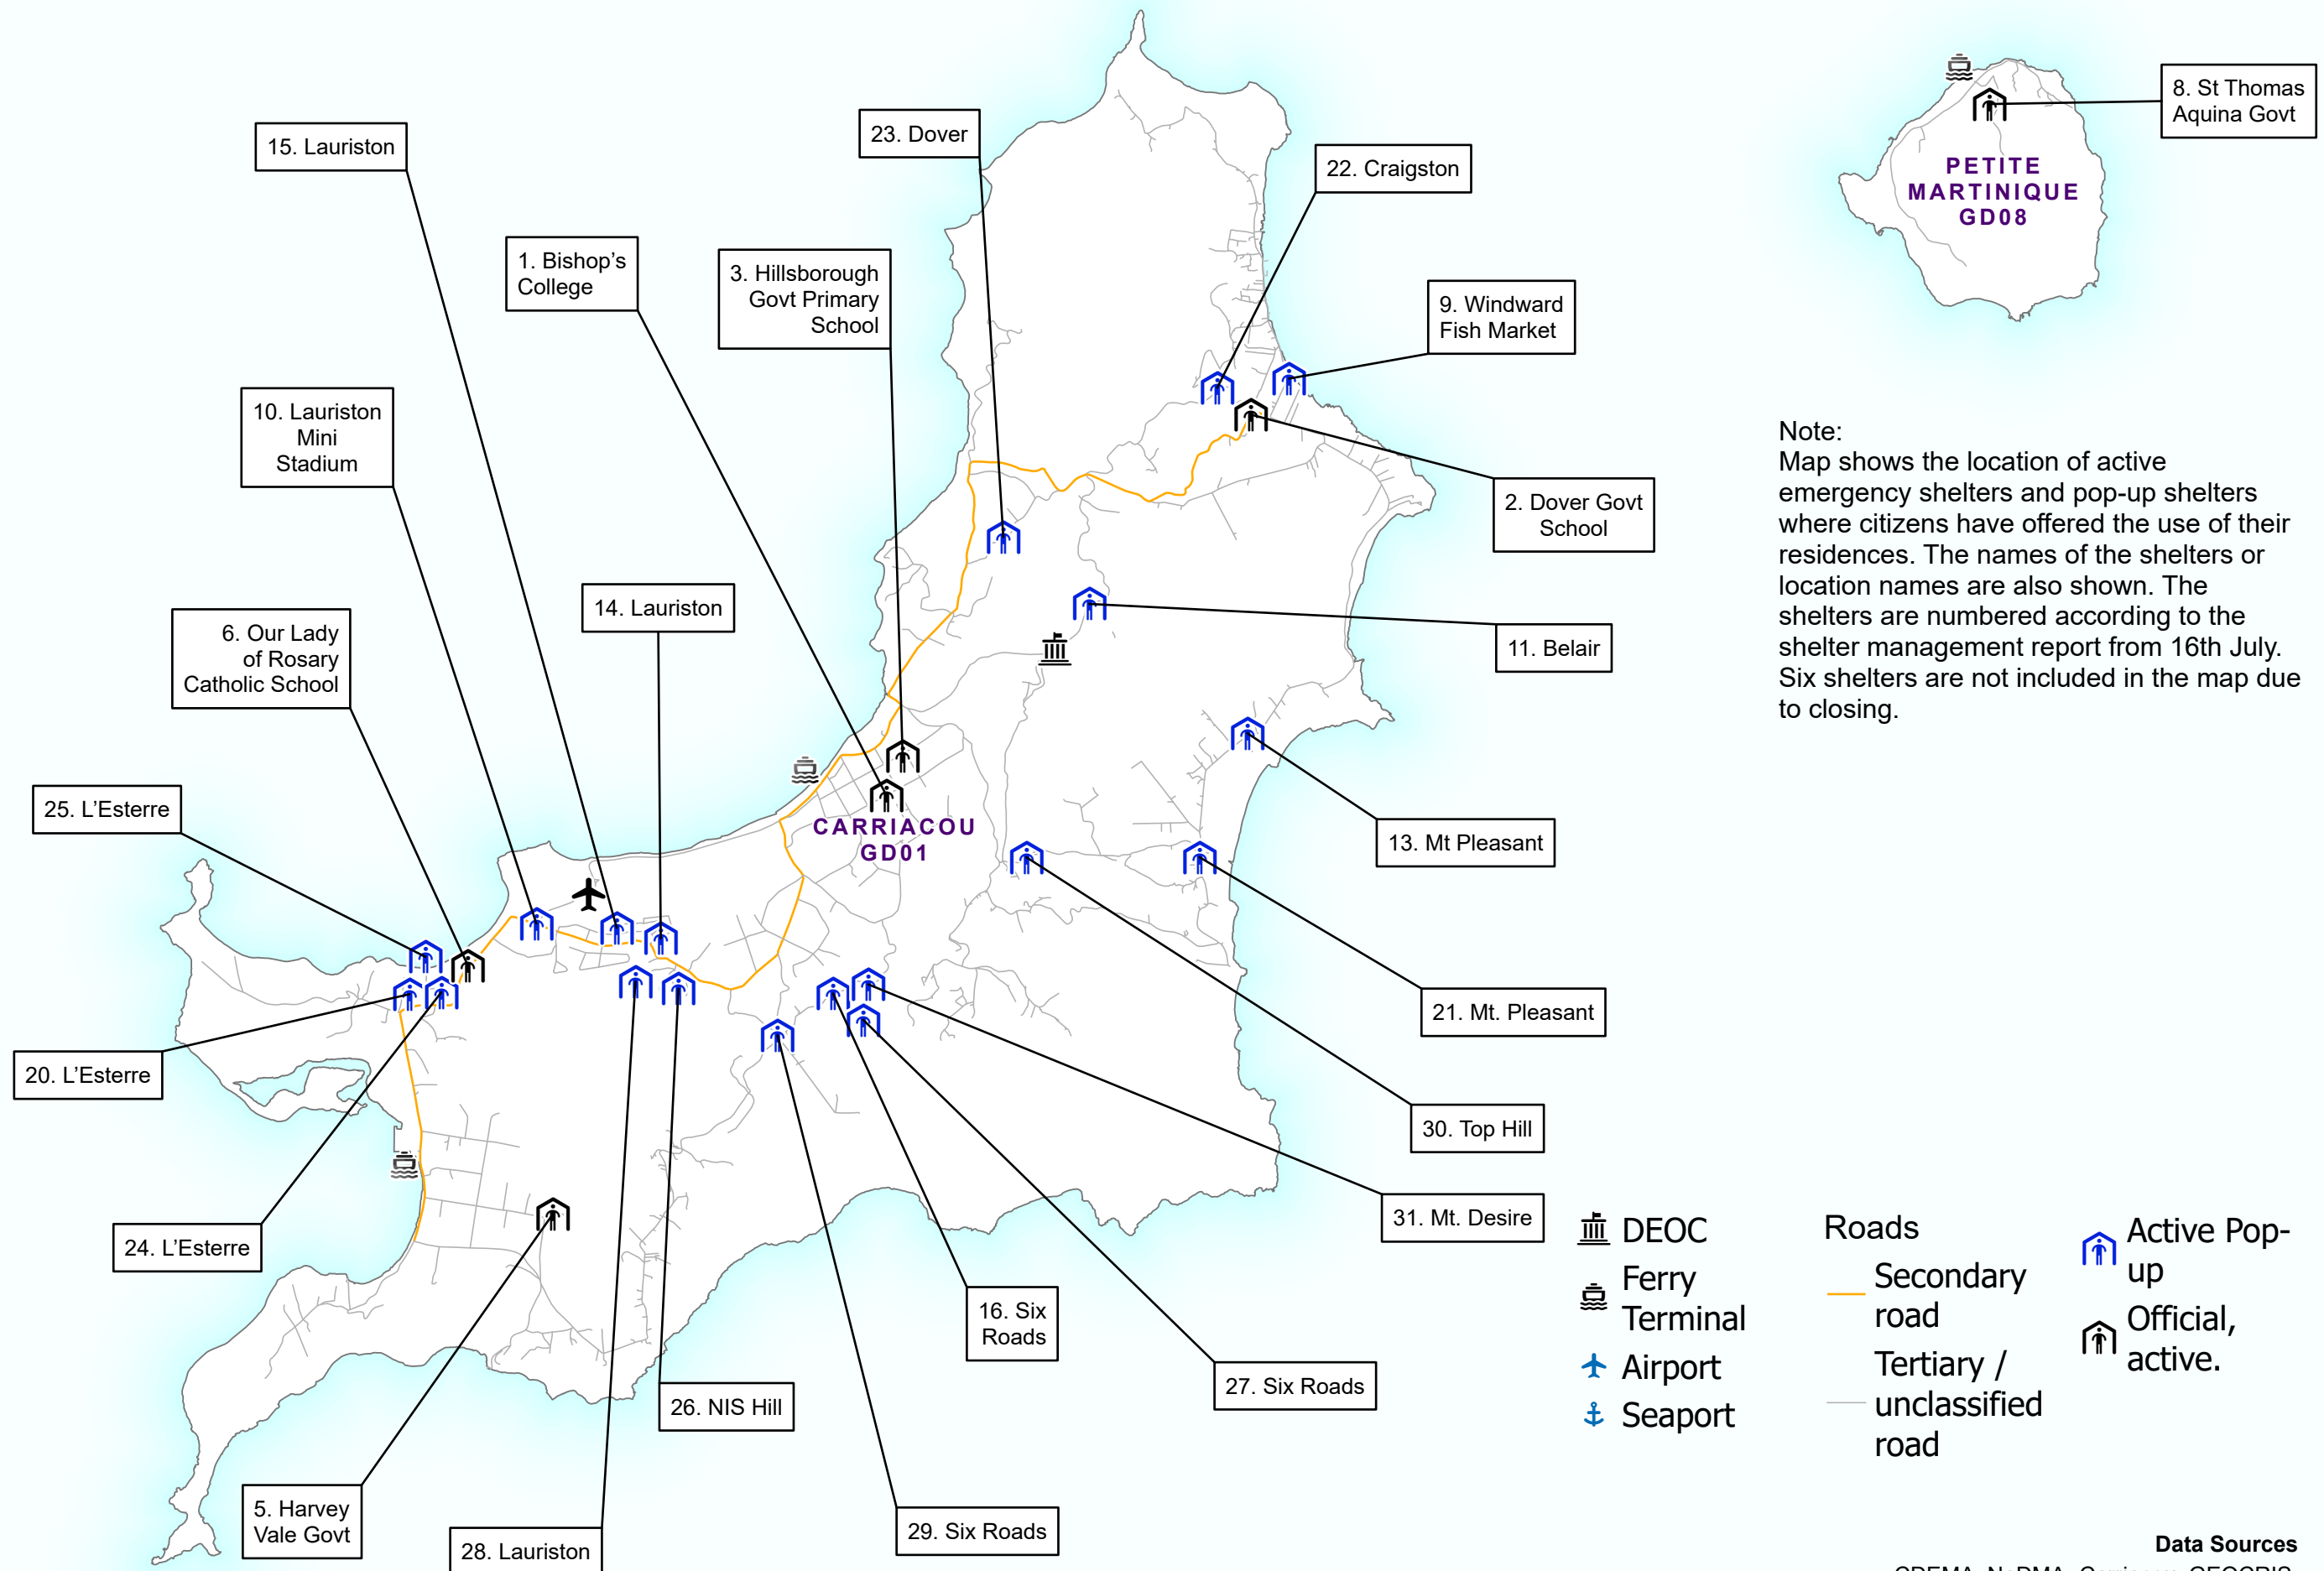 8. St Thomas
Aquina Govt
15. Lauriston
23. Dover
22. Craigston
PETITE
MARTINIQUE
GD08
1. Bishop’s
College
3. Hillsborough
Govt Primary
School
9. Windward
Fish Market
10. Lauriston
Mini
Stadium
Note:
Map shows the location of active
emergency shelters and pop-up shelters
where citizens have offered the use of their
residences. The names of the shelters or
location names are also shown. The
shelters are numbered according to the
shelter management report from 16th July.
Six shelters are not included in the map due
to closing.
2. Dover Govt
School
14. Lauriston
6. Our Lady
of Rosary
Catholic School
11. Belair
25. L’Esterre
CARRIACOU
GD01
13. Mt Pleasant
21. Mt. Pleasant
20. L’Esterre
30. Top Hill
31. Mt. Desire
24. L’Esterre
16. Six
Roads
27. Six Roads
26. NIS Hill
5. Harvey
Vale Govt
29. Six Roads
28. Lauriston
DEOC
Ferry
Terminal
Airport
Seaport
Roads
Secondary
road
Tertiary /
unclassified
road
Active Pop-
up
Official,
active.
Data Sources